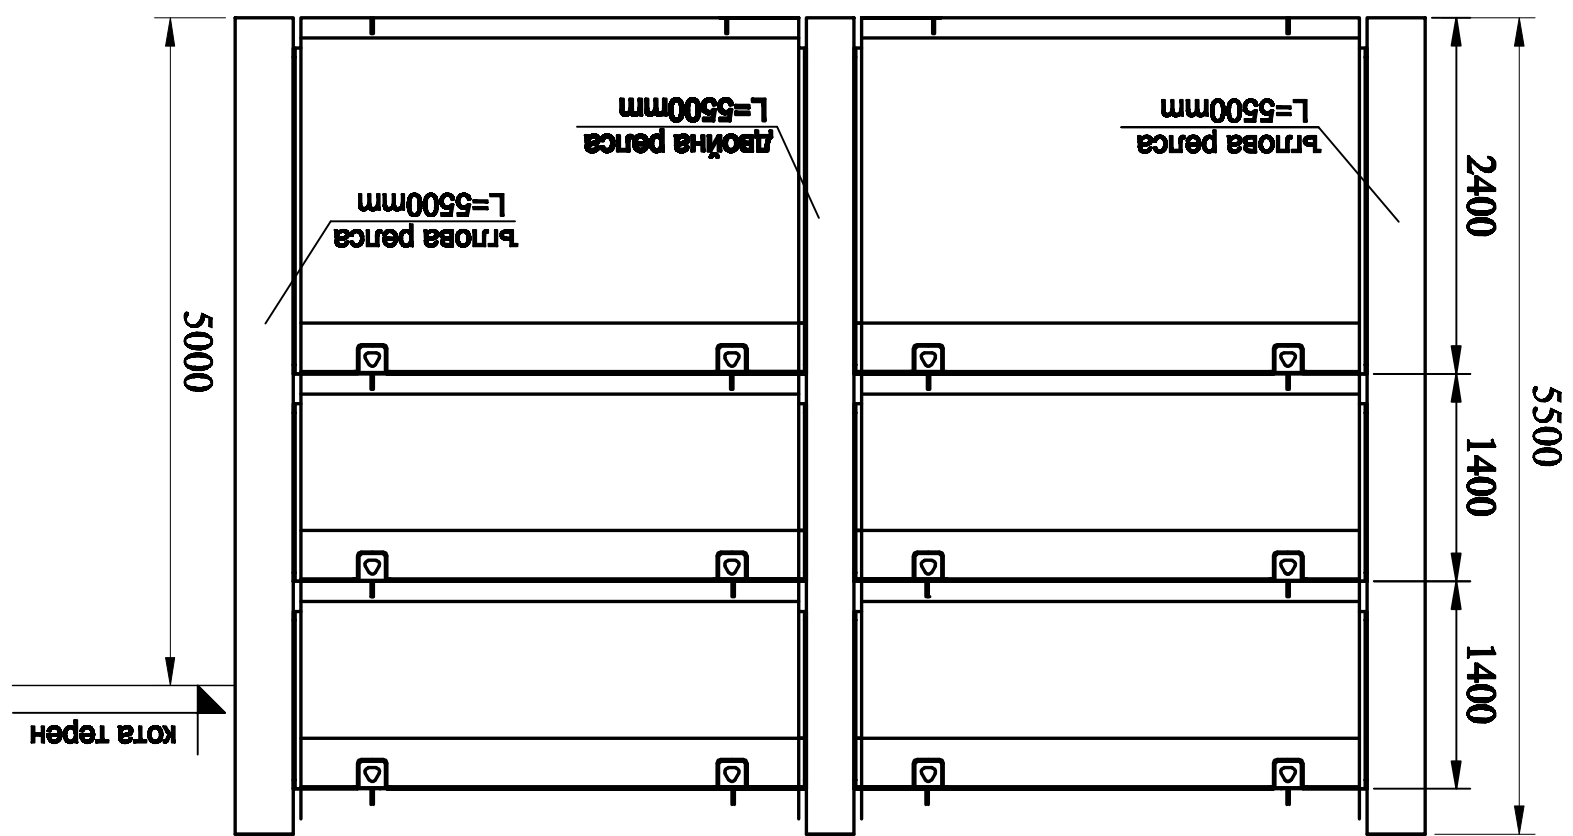 кота терен
1400
1400
5500
5000
ъглова релса
L=5500mm
2400
ъглова релса
L=5500mm
двойна релса
L=5500mm